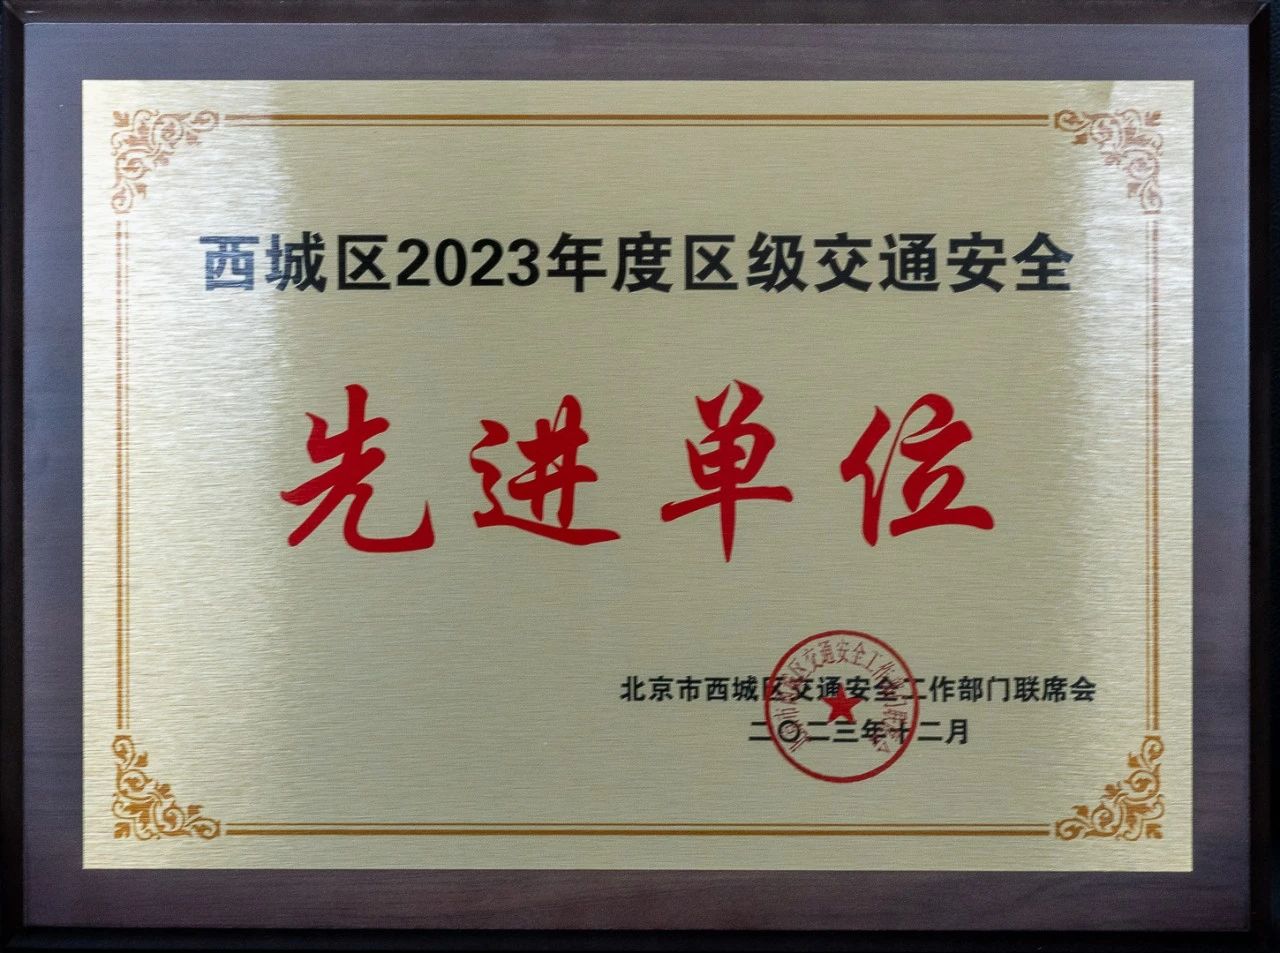 西城区2023年度区级交通安全
先进单位
北京市西城区交通安全工作部门联席会
二〇二三年十二月